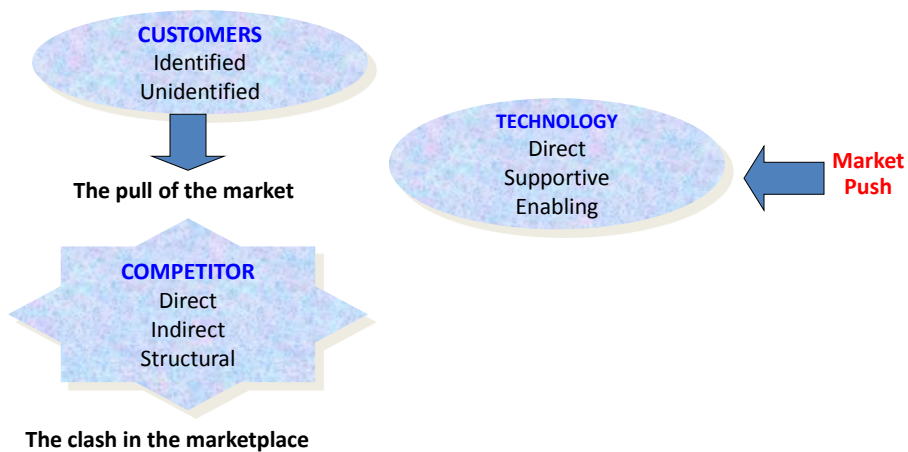 CUSTOMERS
Identified
Unidentified
The pull of the market
TECHNOLOGY
Direct
Supportive
Enabling
Market
Push
COMPETITOR
Direct
Indirect
Structural
The clash in the marketplace